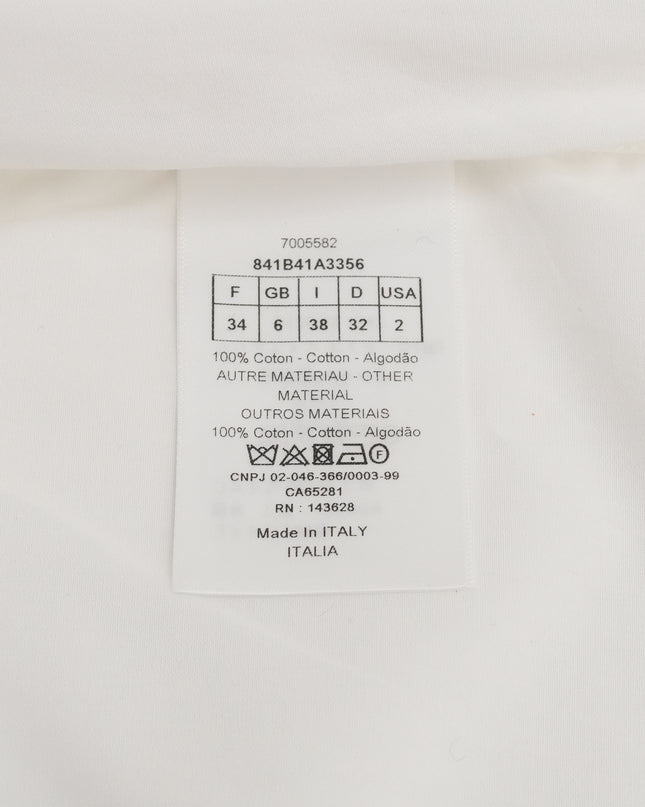 7005582
841B41A3356
F GB I D USA
34 6 38 32 2
100% Coton - Cotton - Algodão
AUTRE MATERIAU - OTHER
MATERIAL
OUTROS MATERIAIS
100% Coton - Cotton - Algodão
F
CNPJ 02-046-366/0003-99
CA65281
RN : 143628
Made In ITALY
ITALIA